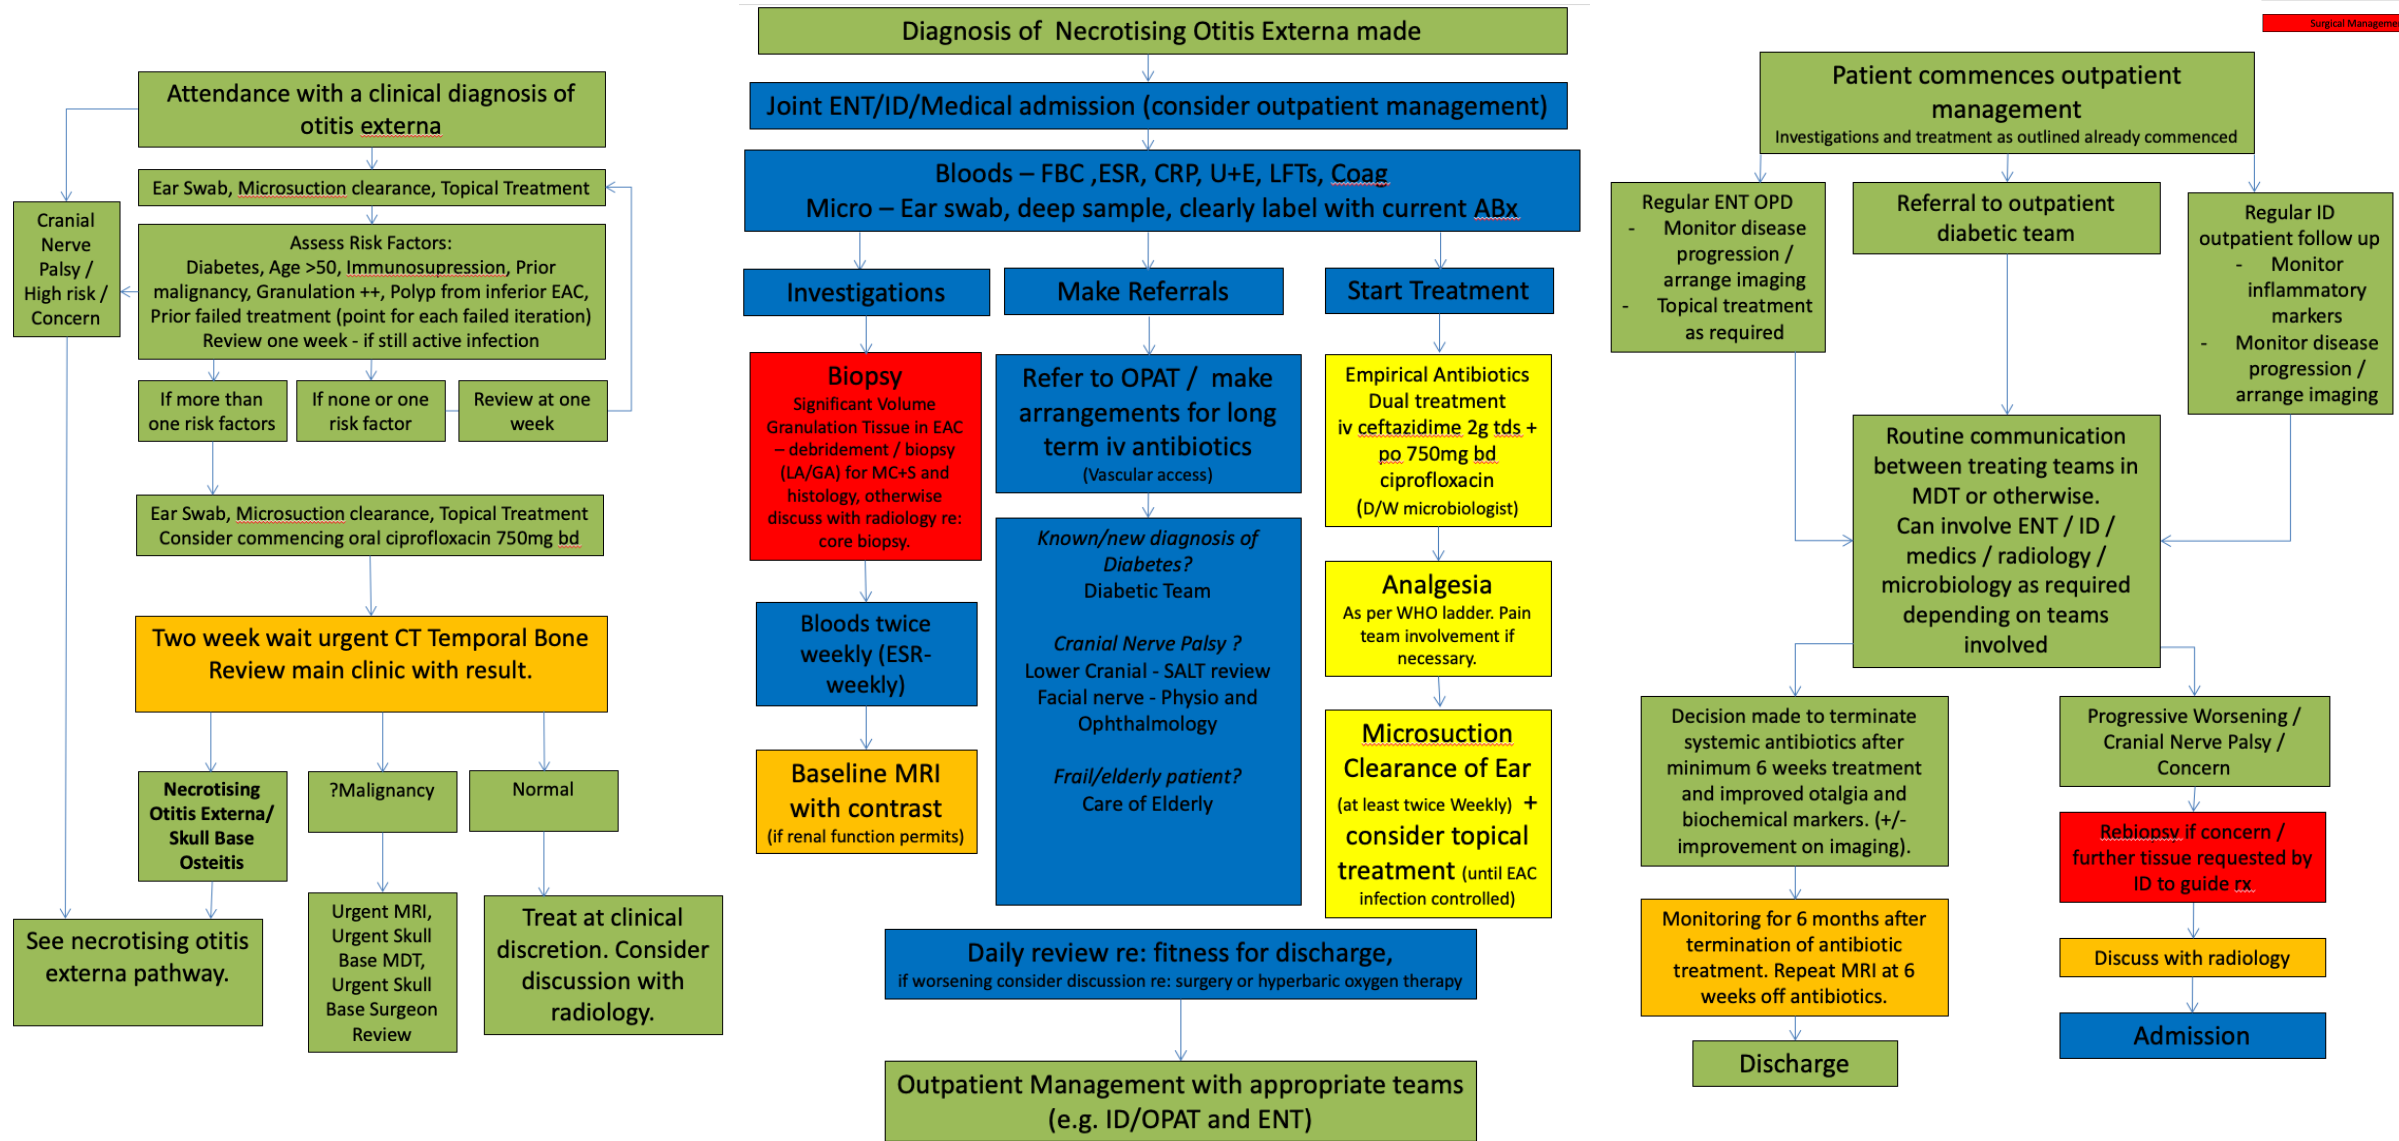 Attendance with a clinical diagnosis of
otitis externa
Ear Swab, Microsuction clearance, Topical Treatment
Cranial
Nerve
Palsy /
High risk /
Concern
Assess Risk Factors:
Diabetes, Age >50, Immunosupression, Prior
malignancy, Granulation ++, Polyp from inferior EAC,
Prior failed treatment (point for each failed iteration)
Review one week - if still active infection
If more than
one risk factors
If none or one
risk factor
Review at one
week
Ear Swab, Microsuction clearance, Topical Treatment
Consider commencing oral ciprofloxacin 750mg bd
Two week wait urgent CT Temporal Bone
Review main clinic with result.
Necrotising
Otitis Externa/
Skull Base
Osteitis
?Malignancy
Normal
See necrotising otitis
externa pathway.
Urgent MRI,
Urgent Skull
Base MDT,
Urgent Skull
Base Surgeon
Review
Treat at clinical
discretion. Consider
discussion with
radiology.
Diagnosis of Necrotising Otitis Externa made
Joint ENT/ID/Medical admission (consider outpatient management)
Bloods – FBC ,ESR, CRP, U+E, LFTs, Coag
Micro – Ear swab, deep sample, clearly label with current ABx
Investigations
Make Referrals
Start Treatment
Biopsy
Significant Volume
Granulation Tissue in EAC
– debridement / biopsy
(LA/GA) for MC+S and
histology, otherwise
discuss with radiology re:
core biopsy.
Bloods twice
weekly (ESR-
weekly)
Baseline MRI
with contrast
(if renal function permits)
Refer to OPAT / make
arrangements for long
term iv antibiotics
(Vascular access)
Known/new diagnosis of
Diabetes?
Diabetic Team
Cranial Nerve Palsy ?
Lower Cranial - SALT review
Facial nerve - Physio and
Ophthalmology
Frail/elderly patient?
Care of Elderly
Empirical Antibiotics
Dual treatment
iv ceftazidime 2g tds +
po 750mg bd
ciprofloxacin
(D/W microbiologist)
Analgesia
As per WHO ladder. Pain
team involvement if
necessary.
Microsuction
Clearance of Ear
(at least twice Weekly) +
consider topical
treatment (until EAC
infection controlled)
Daily review re: fitness for discharge,
if worsening consider discussion re: surgery or hyperbaric oxygen therapy
Outpatient Management with appropriate teams
(e.g. ID/OPAT and ENT)
Surgical Manageme
Patient commences outpatient
management
Investigations and treatment as outlined already commenced
Regular ENT OPD
- Monitor disease
progression /
arrange imaging
- Topical treatment
as required
Referral to outpatient
diabetic team
Regular ID
outpatient follow up
- Monitor
inflammatory
markers
- Monitor disease
progression /
arrange imaging
Routine communication
between treating teams in
MDT or otherwise.
Can involve ENT / ID /
medics / radiology /
microbiology as required
depending on teams
involved
Decision made to terminate
systemic antibiotics after
minimum 6 weeks treatment
and improved otalgia and
biochemical markers. (+/-
improvement on imaging).
Monitoring for 6 months after
termination of antibiotic
treatment. Repeat MRI at 6
weeks off antibiotics.
Discharge
Progressive Worsening /
Cranial Nerve Palsy /
Concern
Rebiopsy if concern /
further tissue requested by
ID to guide rx
Discuss with radiology
Admission